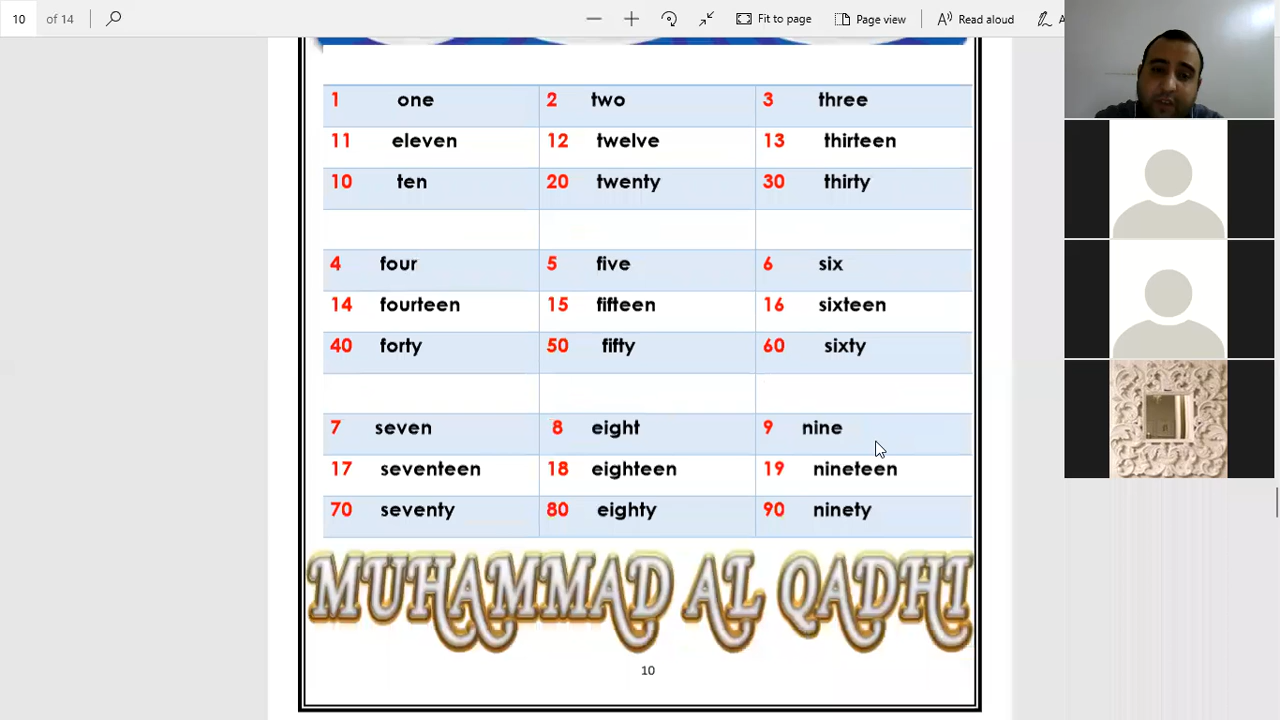 10 of 14 Fit to page Page view Read aloud
1 one 2 two 3 three
11 eleven 12 twelve 13 thirteen
10 ten 20 twenty 30 thirty
4 four 5 five 6 six
14 fourteen 15 fifteen 16 sixteen
40 forty 50 fifty 60 sixty
7 seven 8 eight 9 nine
17 seventeen 18 eighteen 19 nineteen
70 seventy 80 eighty 90 ninety
MUHAMMAD AL QADHI
10